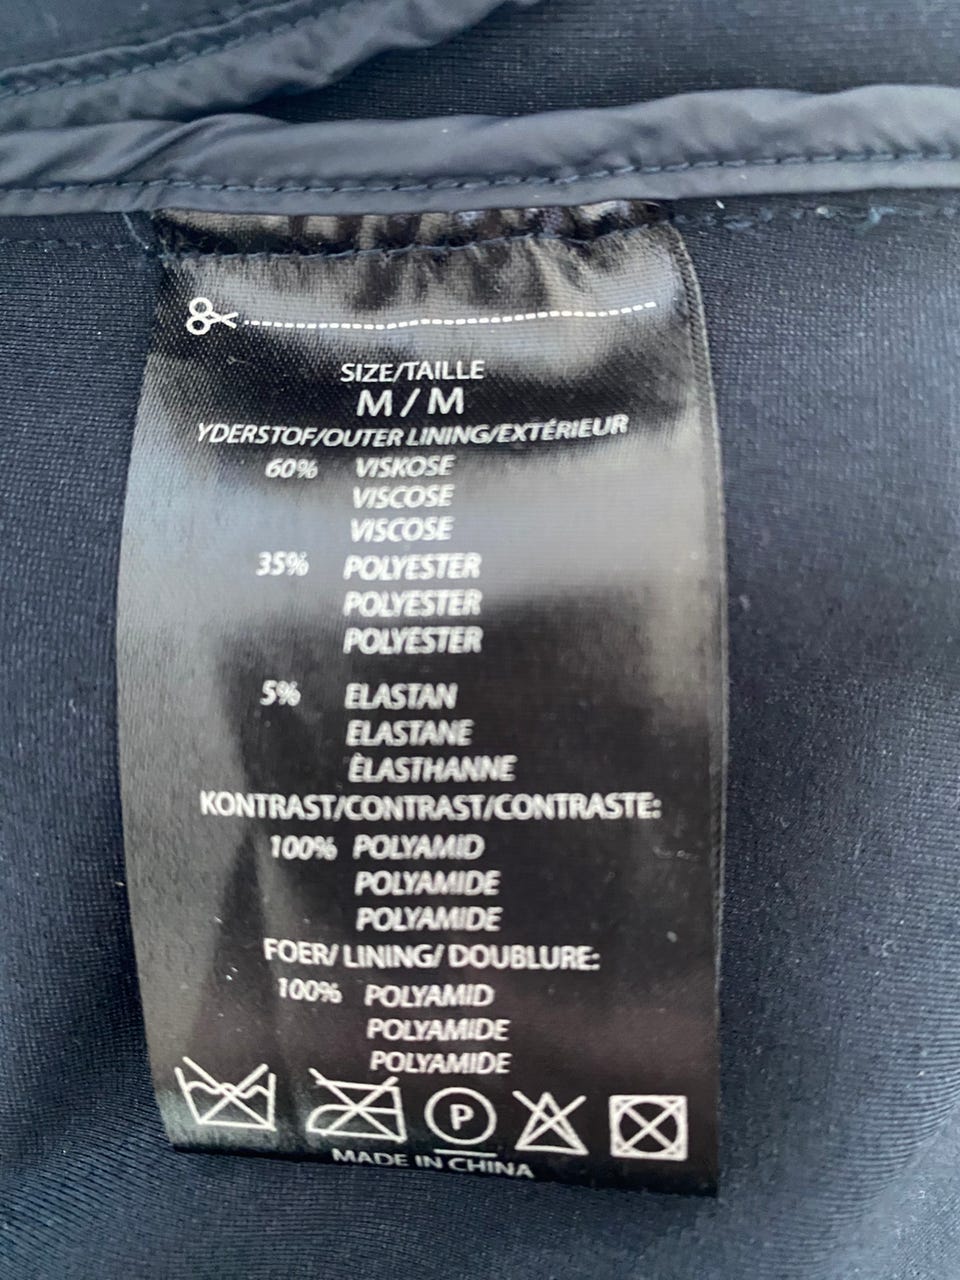 SIZE/TAILLE
M / M
YDERSTOF/OUTER LINING/EXTÉRIEUR
60% VISKOSE
VISCOSE
VISCOSE
35% POLYESTER
POLYESTER
POLYESTER
5% ELASTAN
ELASTANE
ÈLASTHANNE
KONTRAST/CONTRAST/CONTRASTE:
100% POLYAMID
POLYAMIDE
POLYAMIDE
FOER/ LINING/ DOUBLURE:
100% POLYAMID
POLYAMIDE
POLYAMIDE
P
MADE IN CHINA